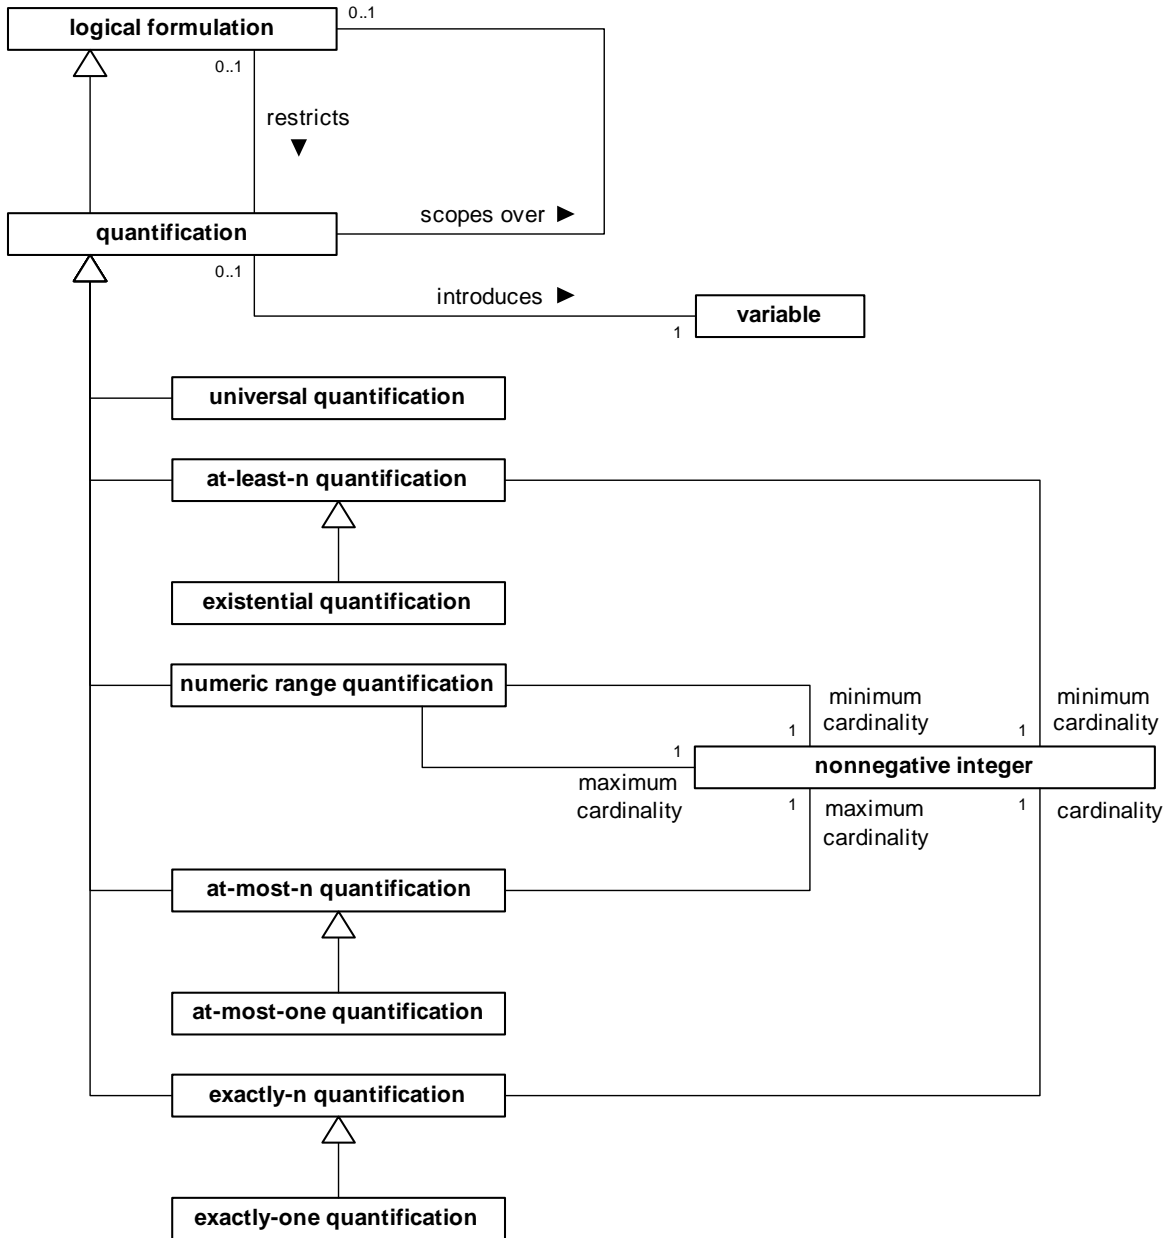 logical formulation
0..1
0..1
restricts
scopes over
quantification
0..1
introduces
variable
1
universal quantification
at-least-n quantification
existential quantification
numeric range quantification
minimum
cardinality
minimum
cardinality
1
1
1
nonnegative integer
maximum
cardinality
1
maximum
cardinality
1
cardinality
at-most-n quantification
at-most-one quantification
exactly-n quantification
exactly-one quantification